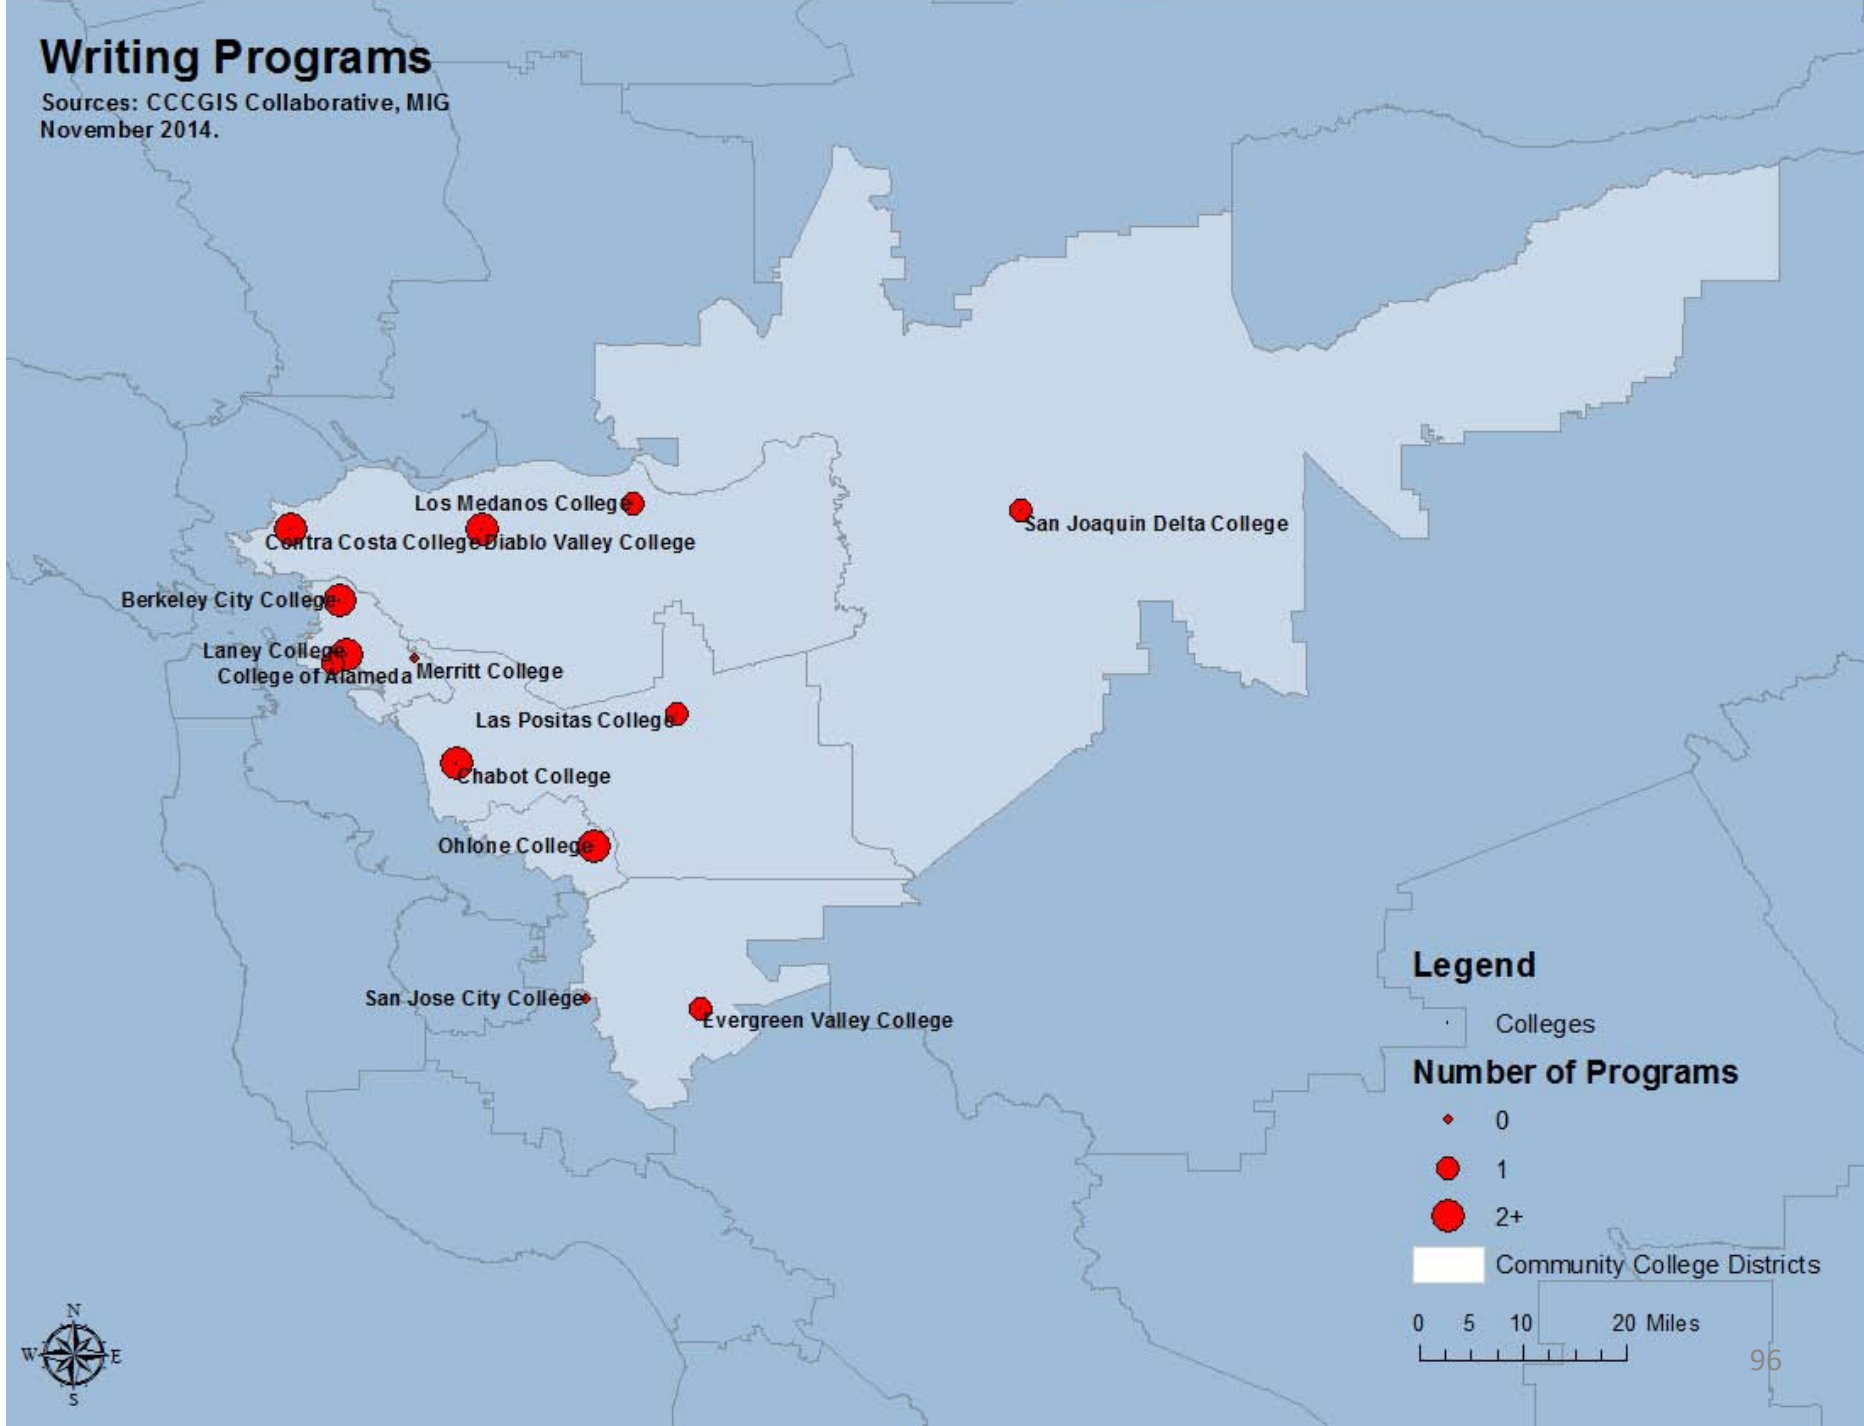 Writing Programs
Sources: CCCGIS Collaborative, MIG
November 2014.
Los Medanos College
San Joaquin Delta College
Contra Costa College
Diablo Valley College
Berkeley City College
Laney College
College of Alameda
Merritt College
Las Positas College
Chabot College
Ohlone College
San Jose City College
Evergreen Valley College
Legend
Colleges
Number of Programs
0
1
2+
Community College Districts
0 5 10 20 Miles
96
N
W E
S